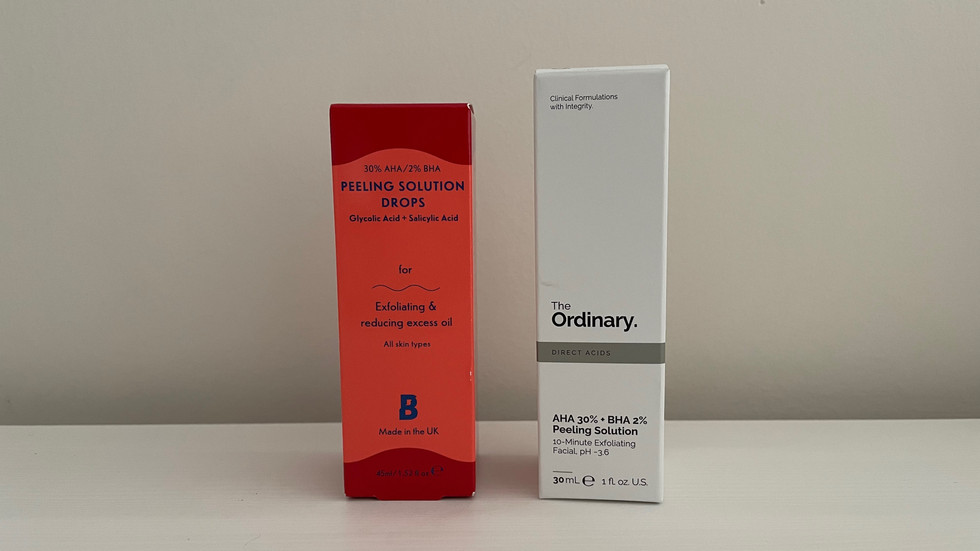 30% AHA/2% BHA
PEELING SOLUTION
DROPS
Glycolic Acid + Salicylic Acid
for
Exfoliating &
reducing excess oil
All skin types
B
Made in the UK
Clinical Formulations
with Integrity.
The
Ordinary.
DIRECT ACIDS
AHA 30% + BHA 2%
Peeling Solution
10-Minute Exfoliating
Facial, pH ~3.6
30 mL ℮ 1 fl. oz. U.S.